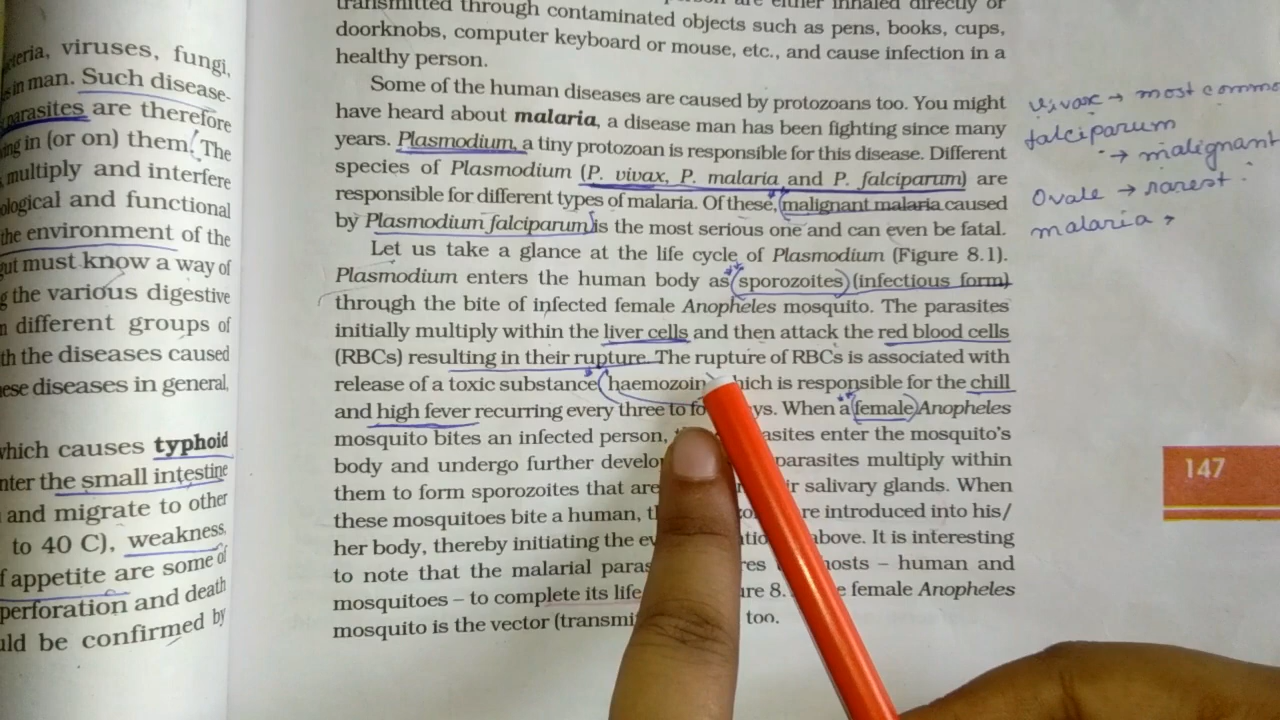 transmitted through contaminated objects such as pens, books, cups,
doorknobs, computer keyboard or mouse, etc., and cause infection in a
healthy person.
Some of the human diseases are caused by protozoans too. You might
have heard about malaria, a disease man has been fighting since many
years. Plasmodium, a tiny protozoan is responsible for this disease. Different
species of Plasmodium (P. vivax, P. malaria and P. falciparum) are
responsible for different types of malaria. Of these, malignant malaria caused
by Plasmodium falciparum is the most serious one and can even be fatal.
Let us take a glance at the life cycle of Plasmodium (Figure 8.1).
Plasmodium enters the human body as sporozoites (infectious form)
through the bite of infected female Anopheles mosquito. The parasites
initially multiply within the liver cells and then attack the red blood cells
(RBCs) resulting in their rupture. The rupture of RBCs is associated with
release of a toxic substance haemozoin which is responsible for the chill
and high fever recurring every three to ys. When a female Anopheles
mosquito bites an infected person, asites enter the mosquito's
body and undergo further develo parasites multiply within
them to form sporozoites that are ir salivary glands. When
these mosquitoes bite a human, re introduced into his/
her body, thereby initiating the ev above. It is interesting
to note that the malarial paras res hosts – human and
mosquitoes – to complete its life ure 8. female Anopheles
mosquito is the vector (transmi too.
viruses, fungi,
in man. Such disease-
parasites are therefore
ing in (or on) them. The
multiply and interfere
ological and functional
the environment of the
gut must know a way of
the various digestive
different groups of
th the diseases caused
hese diseases in general,
which causes typhoid
nter the small intestine
and migrate to other
to 40 C), weakness,
f appetite are some of
perforation and death
uld be confirmed by
vivax → most commo
falciparum
→ malignant
Ovale → rarest
malaria →
147